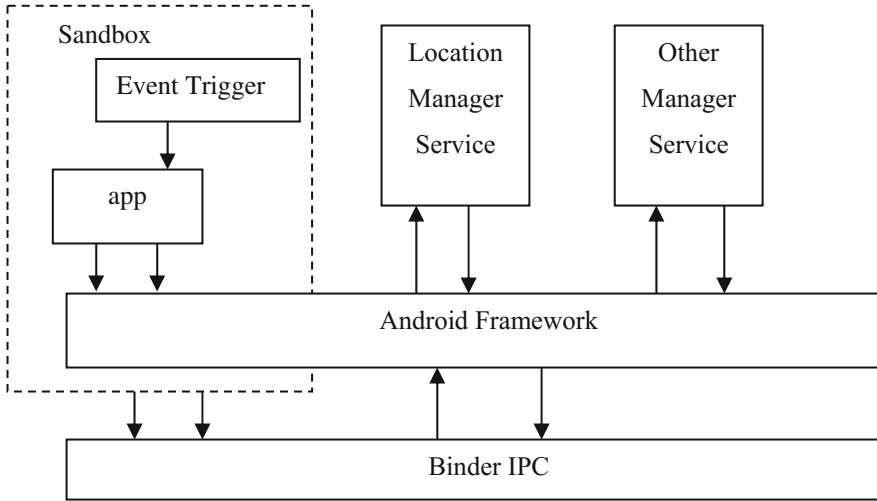 Sandbox
Event Trigger
app
Location
Manager
Service
Other
Manager
Service
Android Framework
Binder IPC